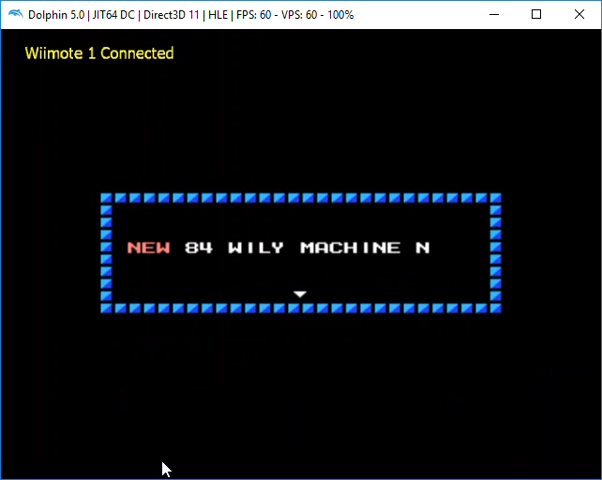 Dolphin 5.0 | JIT64 DC | Direct3D 11 | HLE | FPS: 60 - VPS: 60 - 100%
Wiimote 1 Connected
NEW 84 WILY MACHINE N